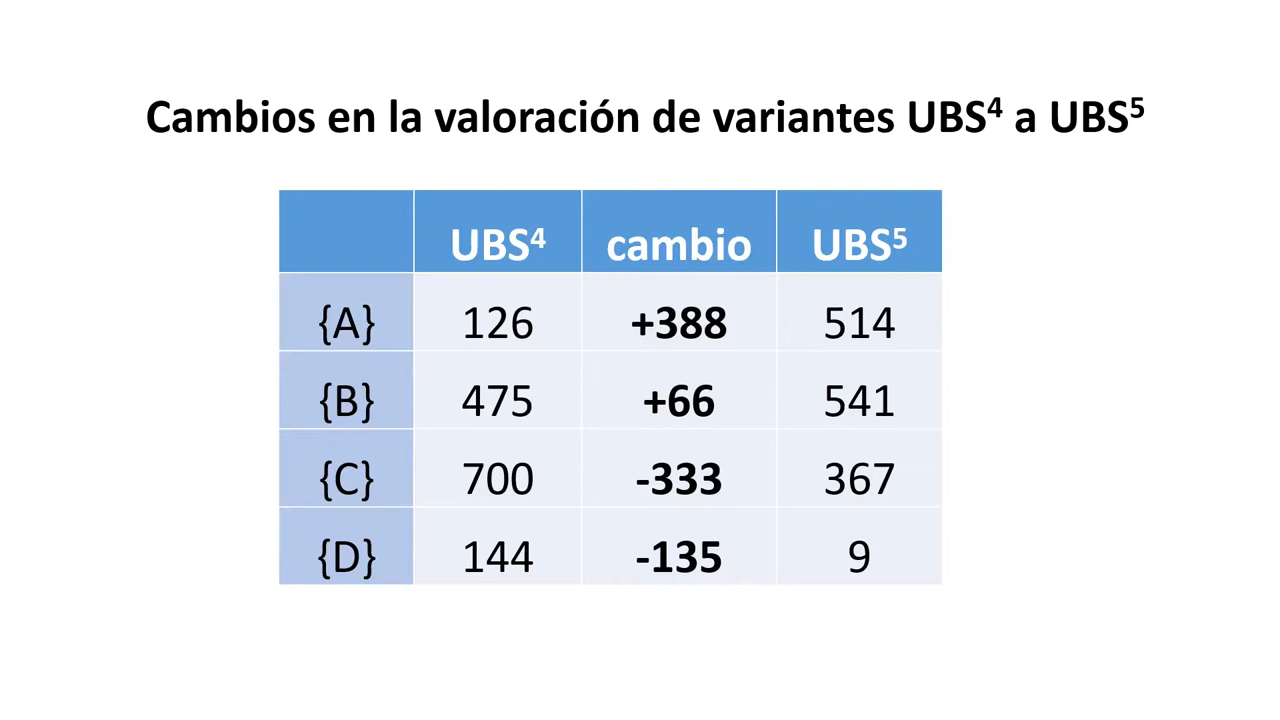 Cambios en la valoración de variantes UBS⁴ a UBS⁵
UBS⁴ cambio UBS⁵
{A} 126 +388 514
{B} 475 +66 541
{C} 700 -333 367
{D} 144 -135 9